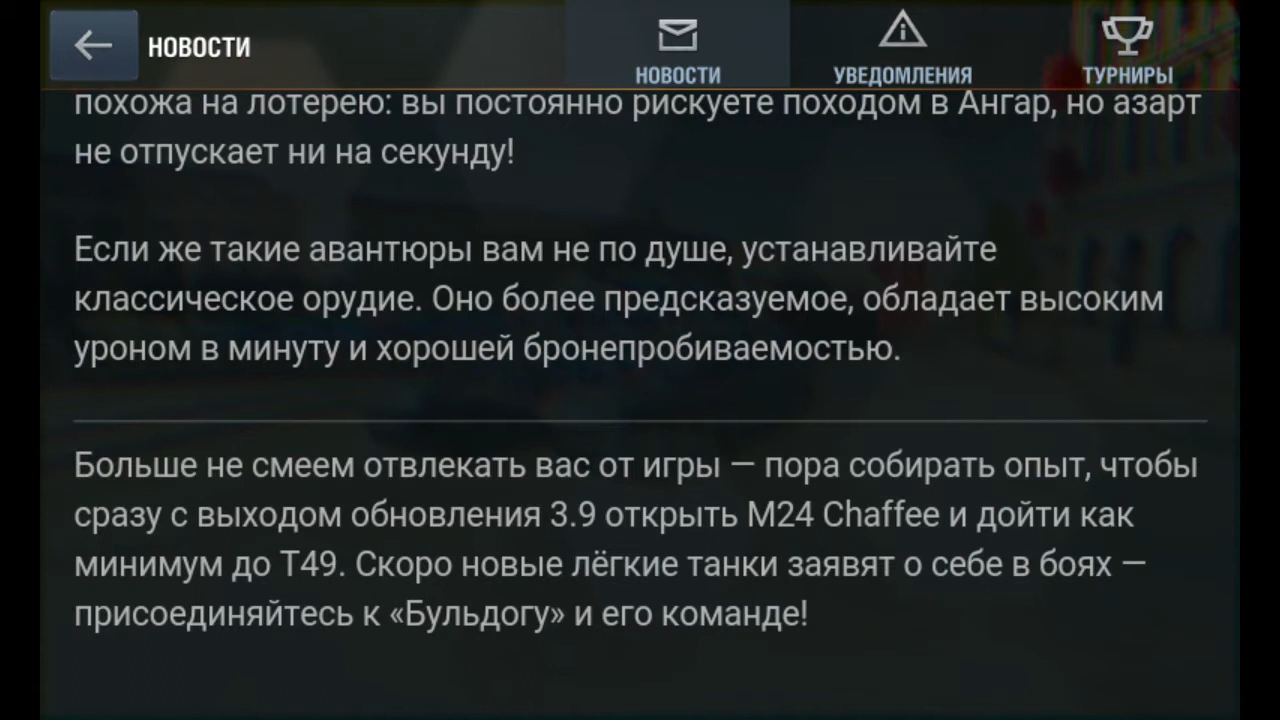 НОВОСТИ
НОВОСТИ
УВЕДОМЛЕНИЯ
ТУРНИРЫ
похожа на лотерею: вы постоянно рискуете походом в Ангар, но азарт
не отпускает ни на секунду!
Если же такие авантюры вам не по душе, устанавливайте
классическое орудие. Оно более предсказуемое, обладает высоким
уроном в минуту и хорошей бронепробиваемостью.
Больше не смеем отвлекать вас от игры — пора собирать опыт, чтобы
сразу с выходом обновления 3.9 открыть M24 Chaffee и дойти как
минимум до T49. Скоро новые лёгкие танки заявят о себе в боях —
присоединяйтесь к «Бульдогу» и его команде!